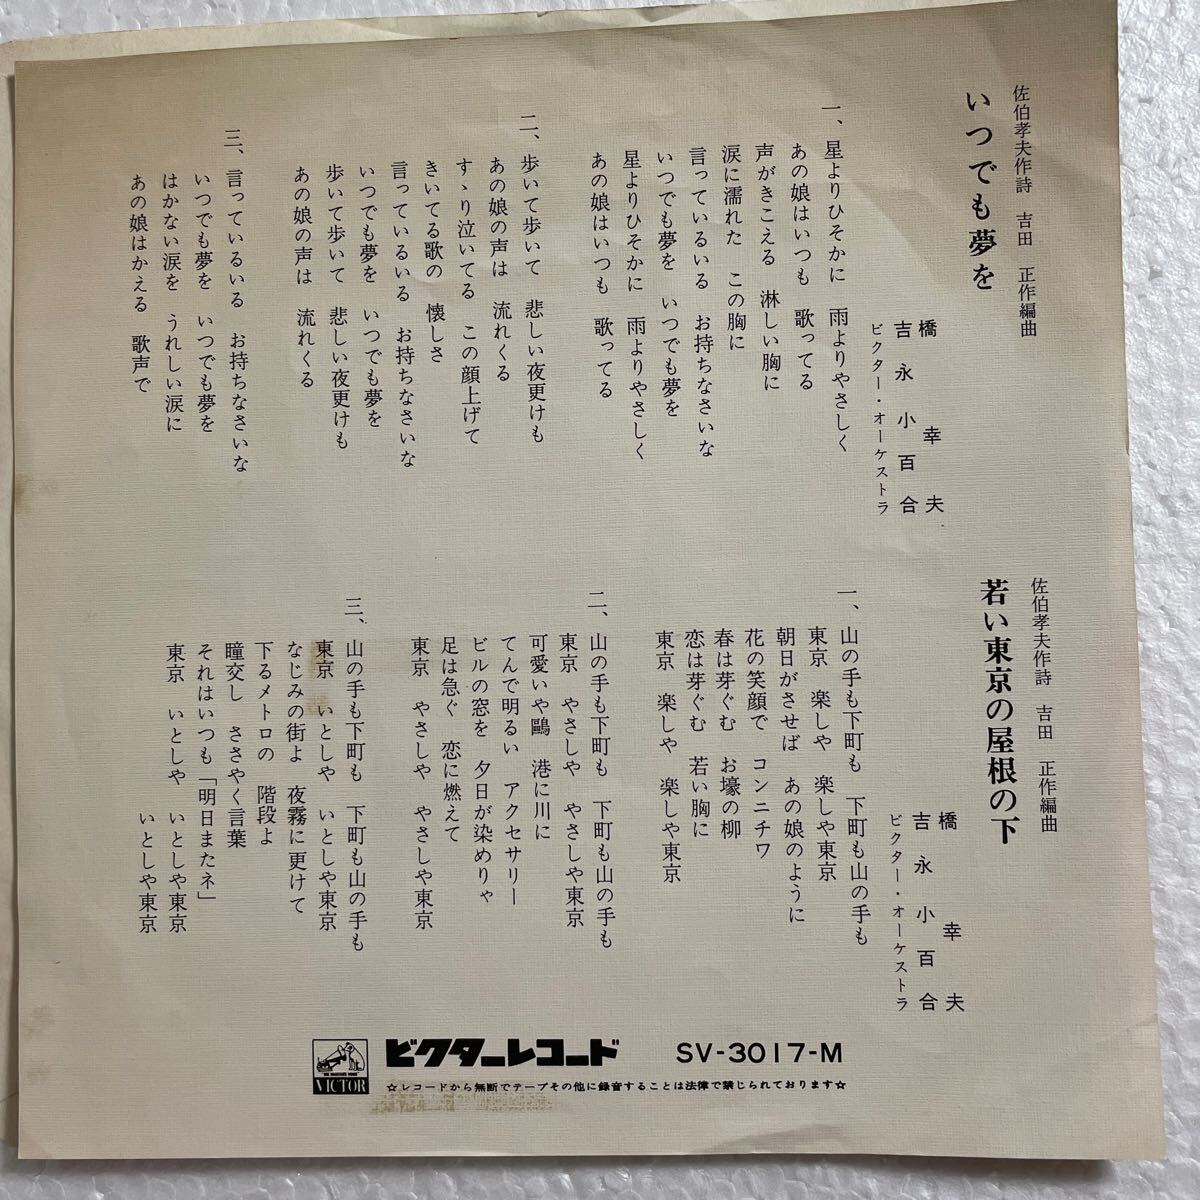 佐伯孝夫作詩　吉田　正作編曲
いつでも夢を
橋　幸夫
吉永小百合
ビクター・オーケストラ
一、星よりひそかに　雨よりやさしく
あの娘はいつも　歌ってる
声がきこえる　淋しい胸に
涙に濡れた　この胸に
言っているいる　お持ちなさいな
いつでも夢を　いつでも夢を
星よりひそかに　雨よりやさしく
あの娘はいつも　歌ってる
二、歩いて歩いて　悲しい夜更けも
あの娘の声は　流れくる
すゝり泣いてる　この顔上げて
きいてる歌の　懐しさ
言っているいる　お持ちなさいな
いつでも夢を　いつでも夢を
歩いて歩いて　悲しい夜更けも
あの娘の声は　流れくる
三、言っているいる　お持ちなさいな
いつでも夢を　いつでも夢を
はかない涙を　うれしい涙に
あの娘はかえる　歌声で
佐伯孝夫作詩　吉田　正作編曲
若い東京の屋根の下
橋　幸夫
吉永小百合
ビクター・オーケストラ
一、山の手も下町も　下町も山の手も
東京　楽しや　楽しや東京
朝日がさせば　あの娘のように
花の笑顔で　コンニチワ
春は芽ぐむ　お壕の柳
恋は芽ぐむ　若い胸に
東京　楽しや　楽しや東京
二、山の手も下町も　下町も山の手も
東京　やさしや　やさしや東京
可愛いや鷗　港に川に
てんで明るい　アクセサリー
ビルの窓を　夕日が染めりゃ
足は急ぐ　恋に燃えて
東京　やさしや　やさしや東京
三、山の手も下町も　下町も山の手も
東京　いとしや　いとしや東京
なじみの街よ　夜霧に更けて
下るメトロの　階段よ
瞳交し　ささやく言葉
それはいつも「明日またネ」
東京　いとしや　いとしや東京
いとしや東京
"HIS MASTER'S VOICE"
VICTOR
ビクターレコード　SV-3017-M
☆レコードから無断でテープその他に録音することは法律で禁じられております☆